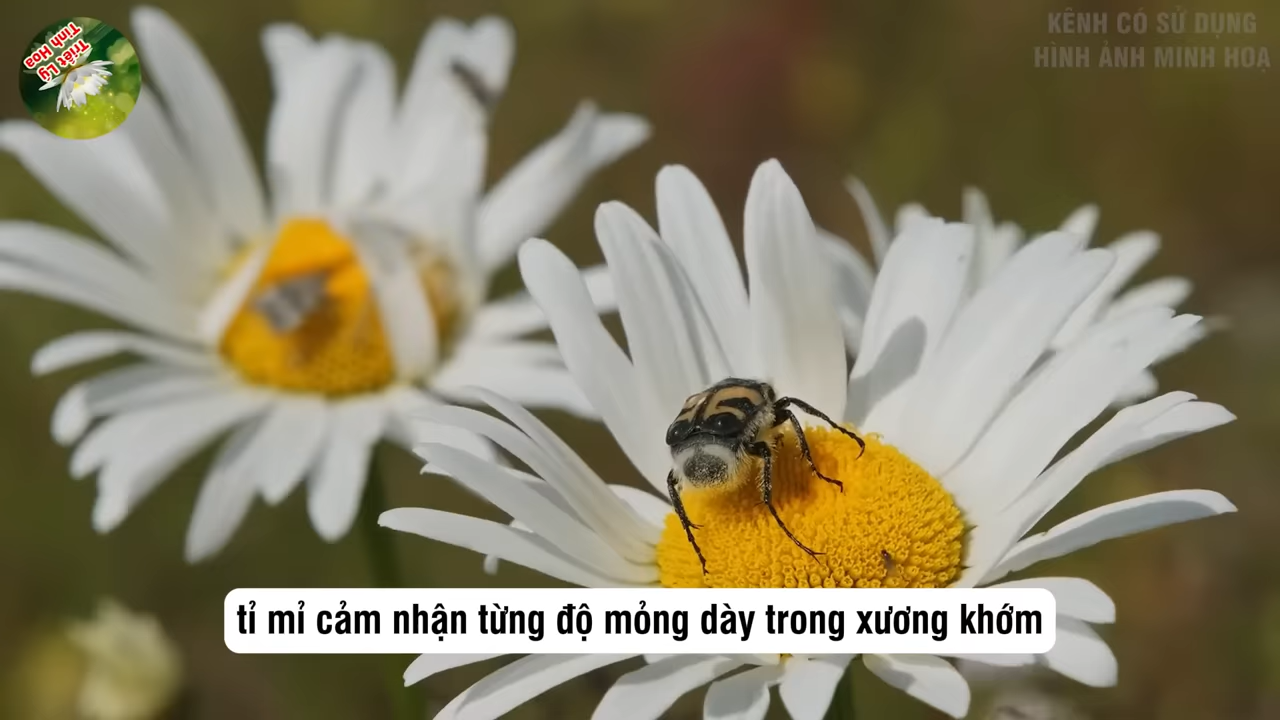 Tinh Hoa
Triết Lý
KÊNH CÓ SỬ DỤNG
HÌNH ẢNH MINH HOẠ
tỉ mỉ cảm nhận từng độ mỏng dày trong xương khớm